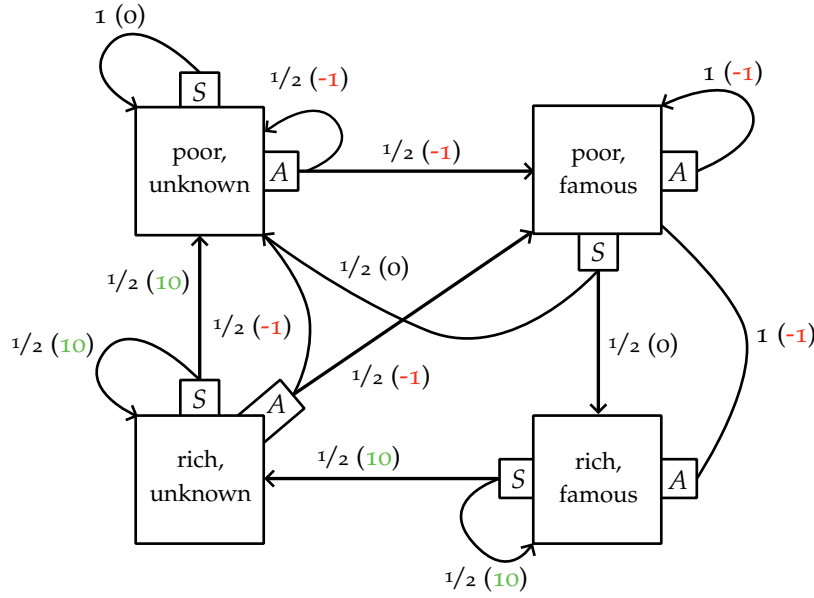 1 (0)
S
1/2 (-1)
1 (-1)
poor,
unknown
A
1/2 (-1)
poor,
famous
A
S
1/2 (0)
1/2 (10)
1/2 (-1)
1/2 (10)
1/2 (-1)
1/2 (0)
1 (-1)
S
A
rich,
unknown
1/2 (10)
S
rich,
famous
A
1/2 (10)